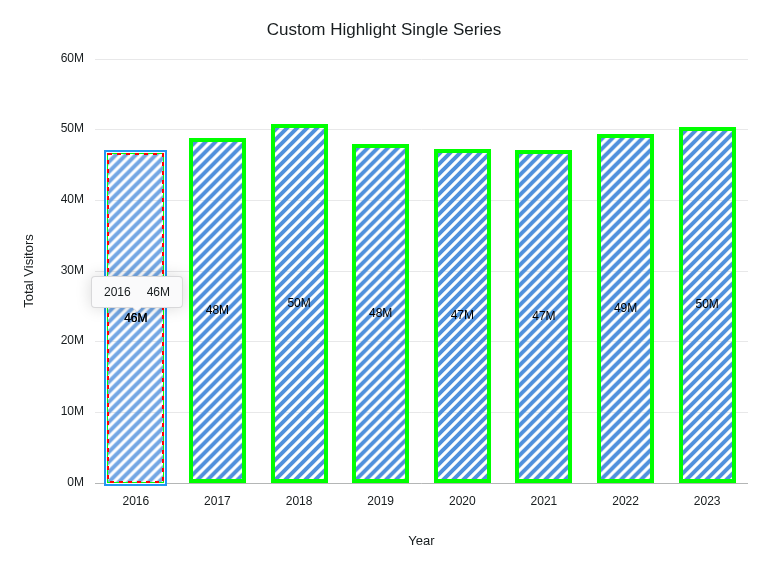 Custom Highlight Single Series
60M
50M
40M
30M
20M
10M
0M
Total Visitors
2016 46M
46M
48M
50M
48M
47M
47M
49M
50M
2016 2017 2018 2019 2020 2021 2022 2023
Year